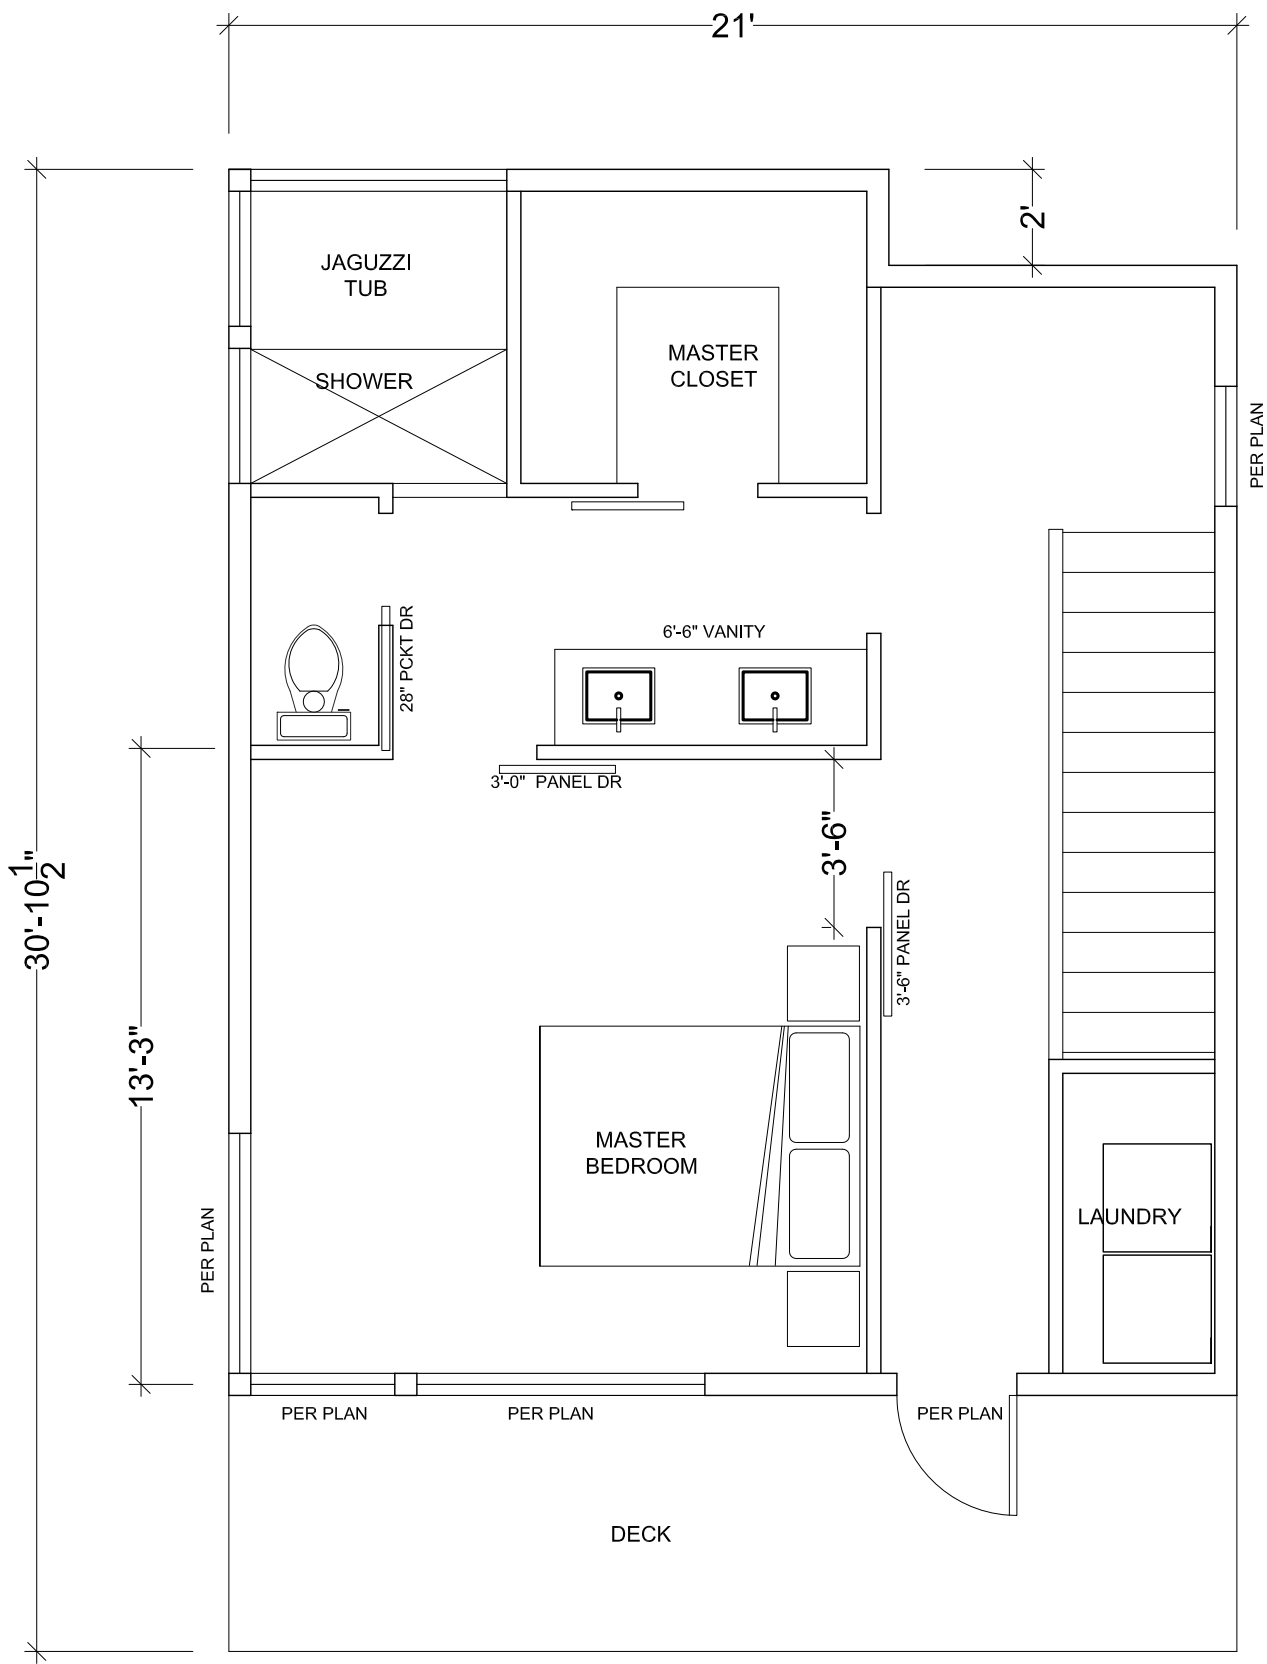 21'
2'
JAGUZZI
TUB
MASTER
CLOSET
SHOWER
PER PLAN
28" PCKT DR
6'-6" VANITY
3'-0" PANEL DR
3'-6"
3'-6" PANEL DR
30'-10 1/2"
13'-3"
MASTER
BEDROOM
LAUNDRY
PER PLAN
PER PLAN
PER PLAN
PER PLAN
DECK